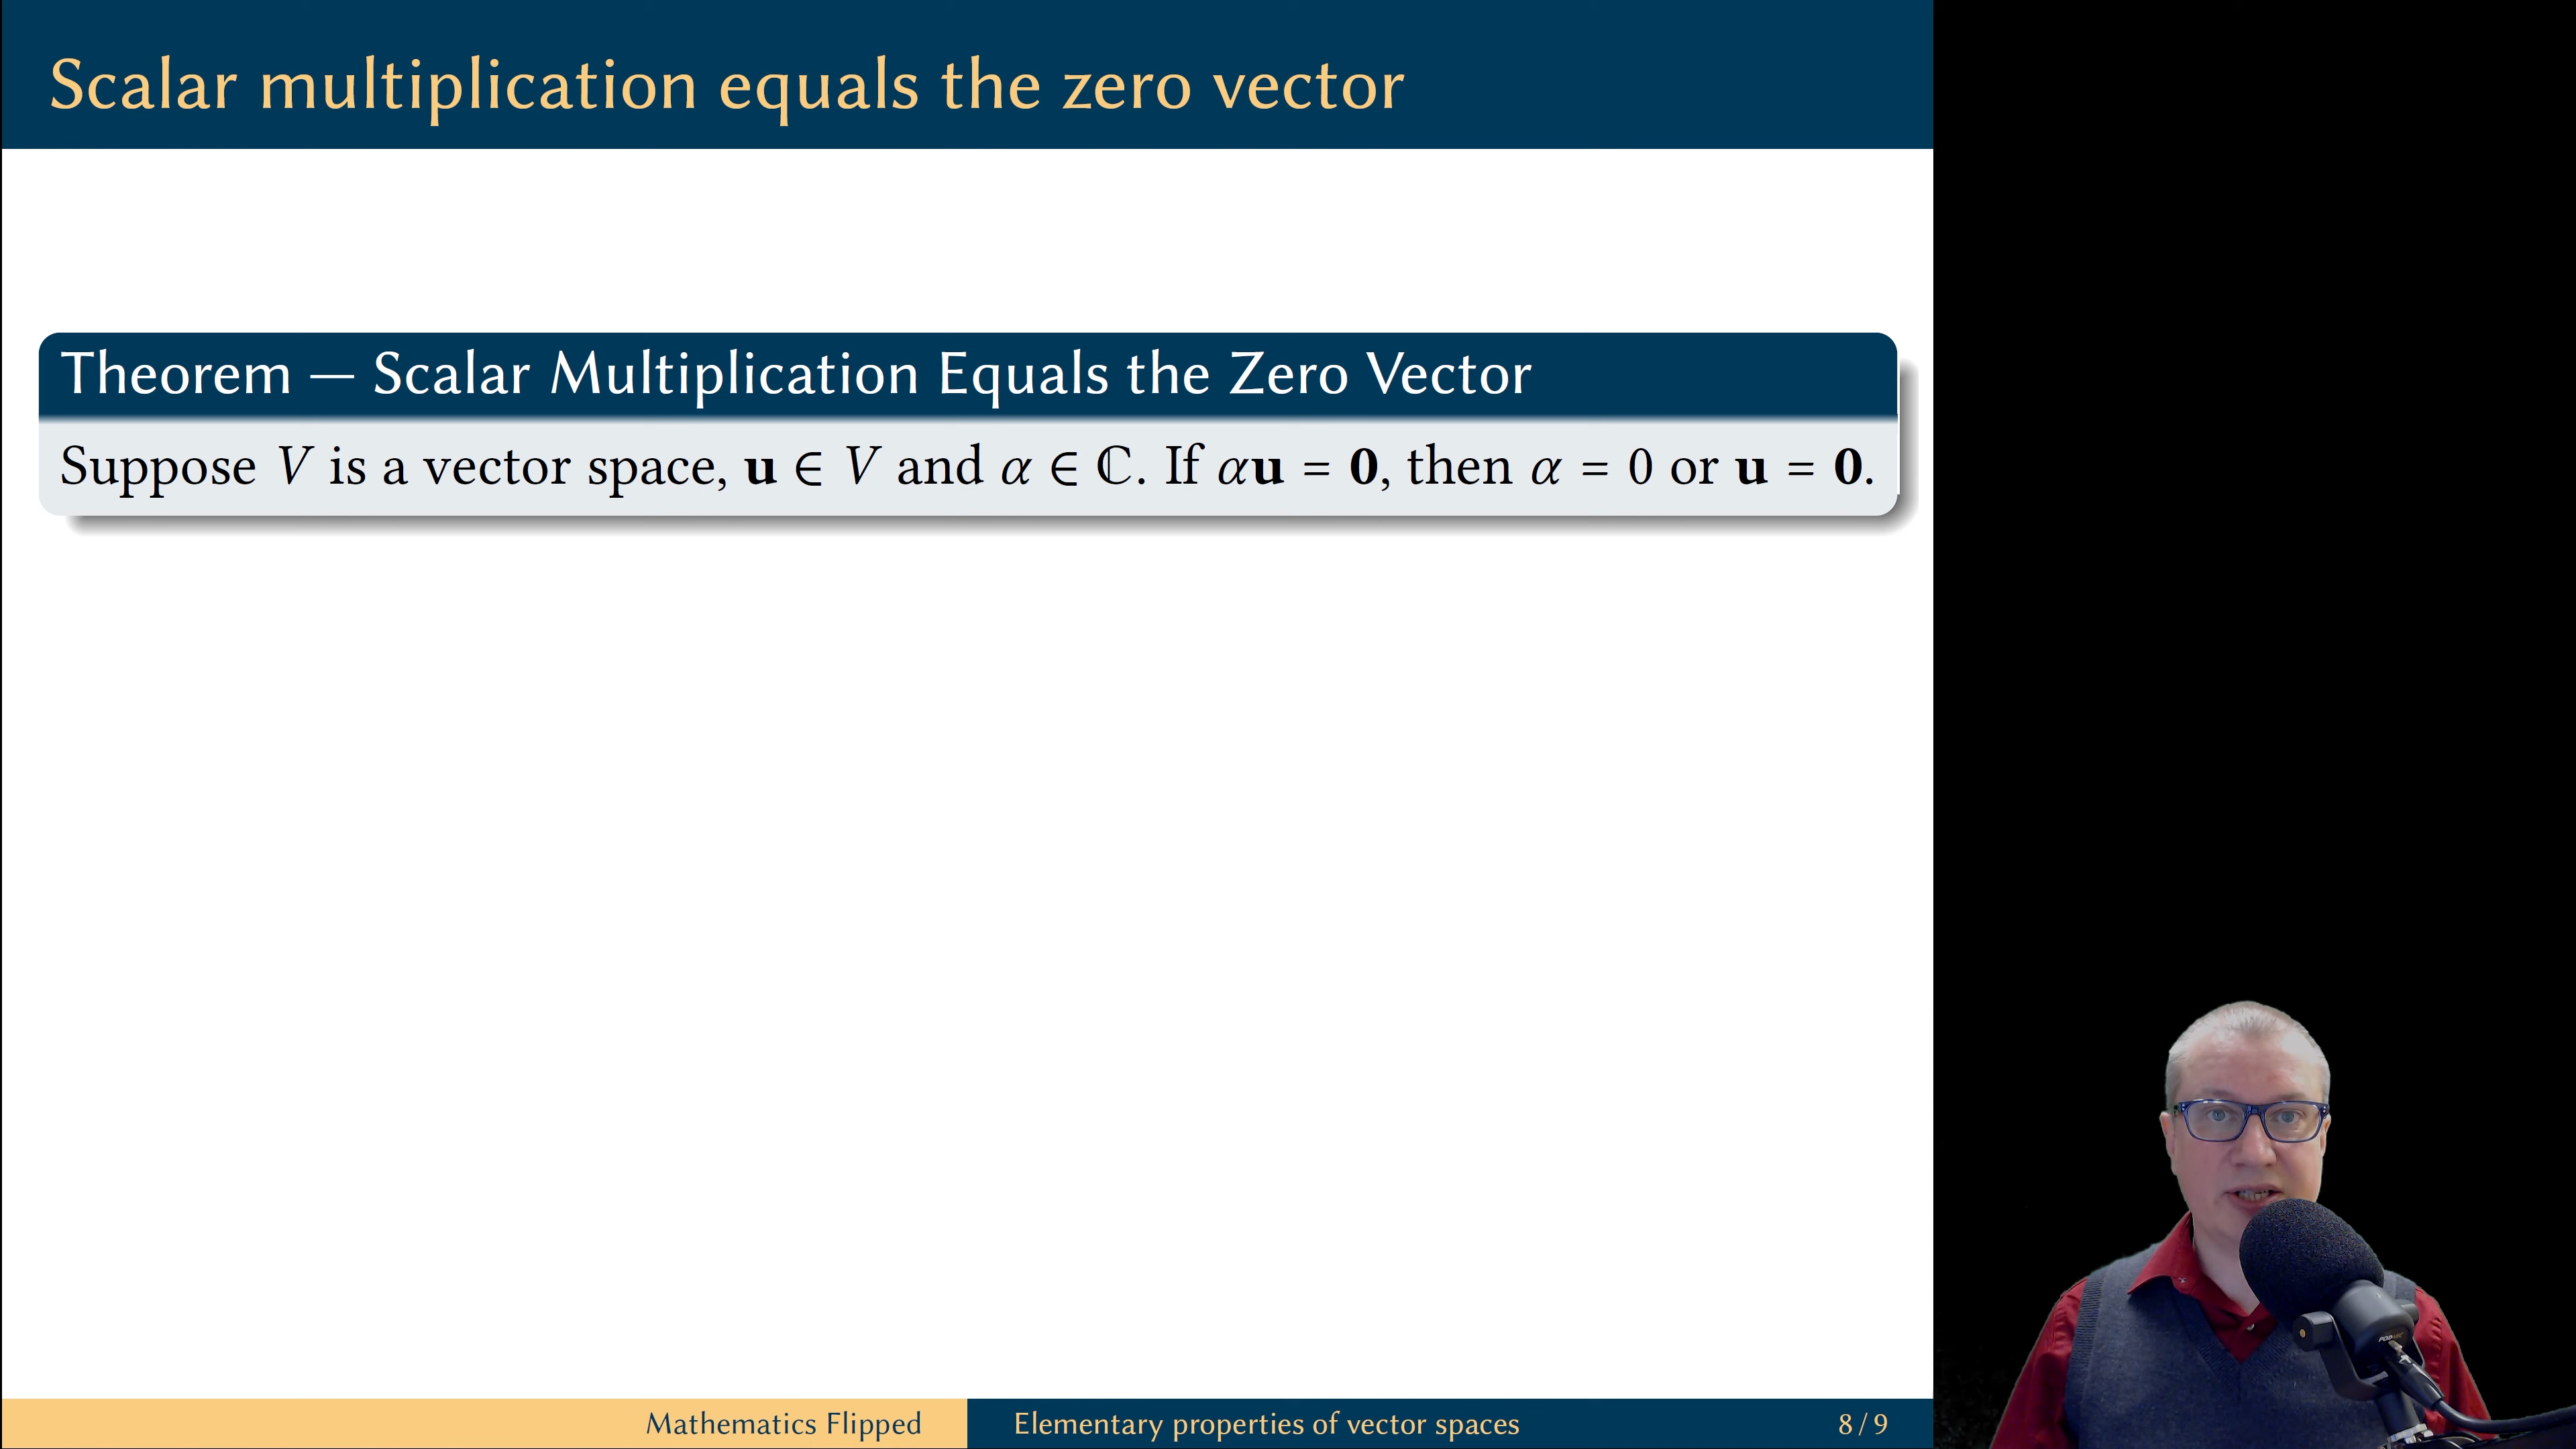 Scalar multiplication equals the zero vector
Theorem — Scalar Multiplication Equals the Zero Vector
Suppose V is a vector space, 𝐮 ∈ V and α ∈ ℂ. If α𝐮 = 𝟎, then α = 0 or 𝐮 = 𝟎.
Mathematics Flipped
Elementary properties of vector spaces
8 / 9